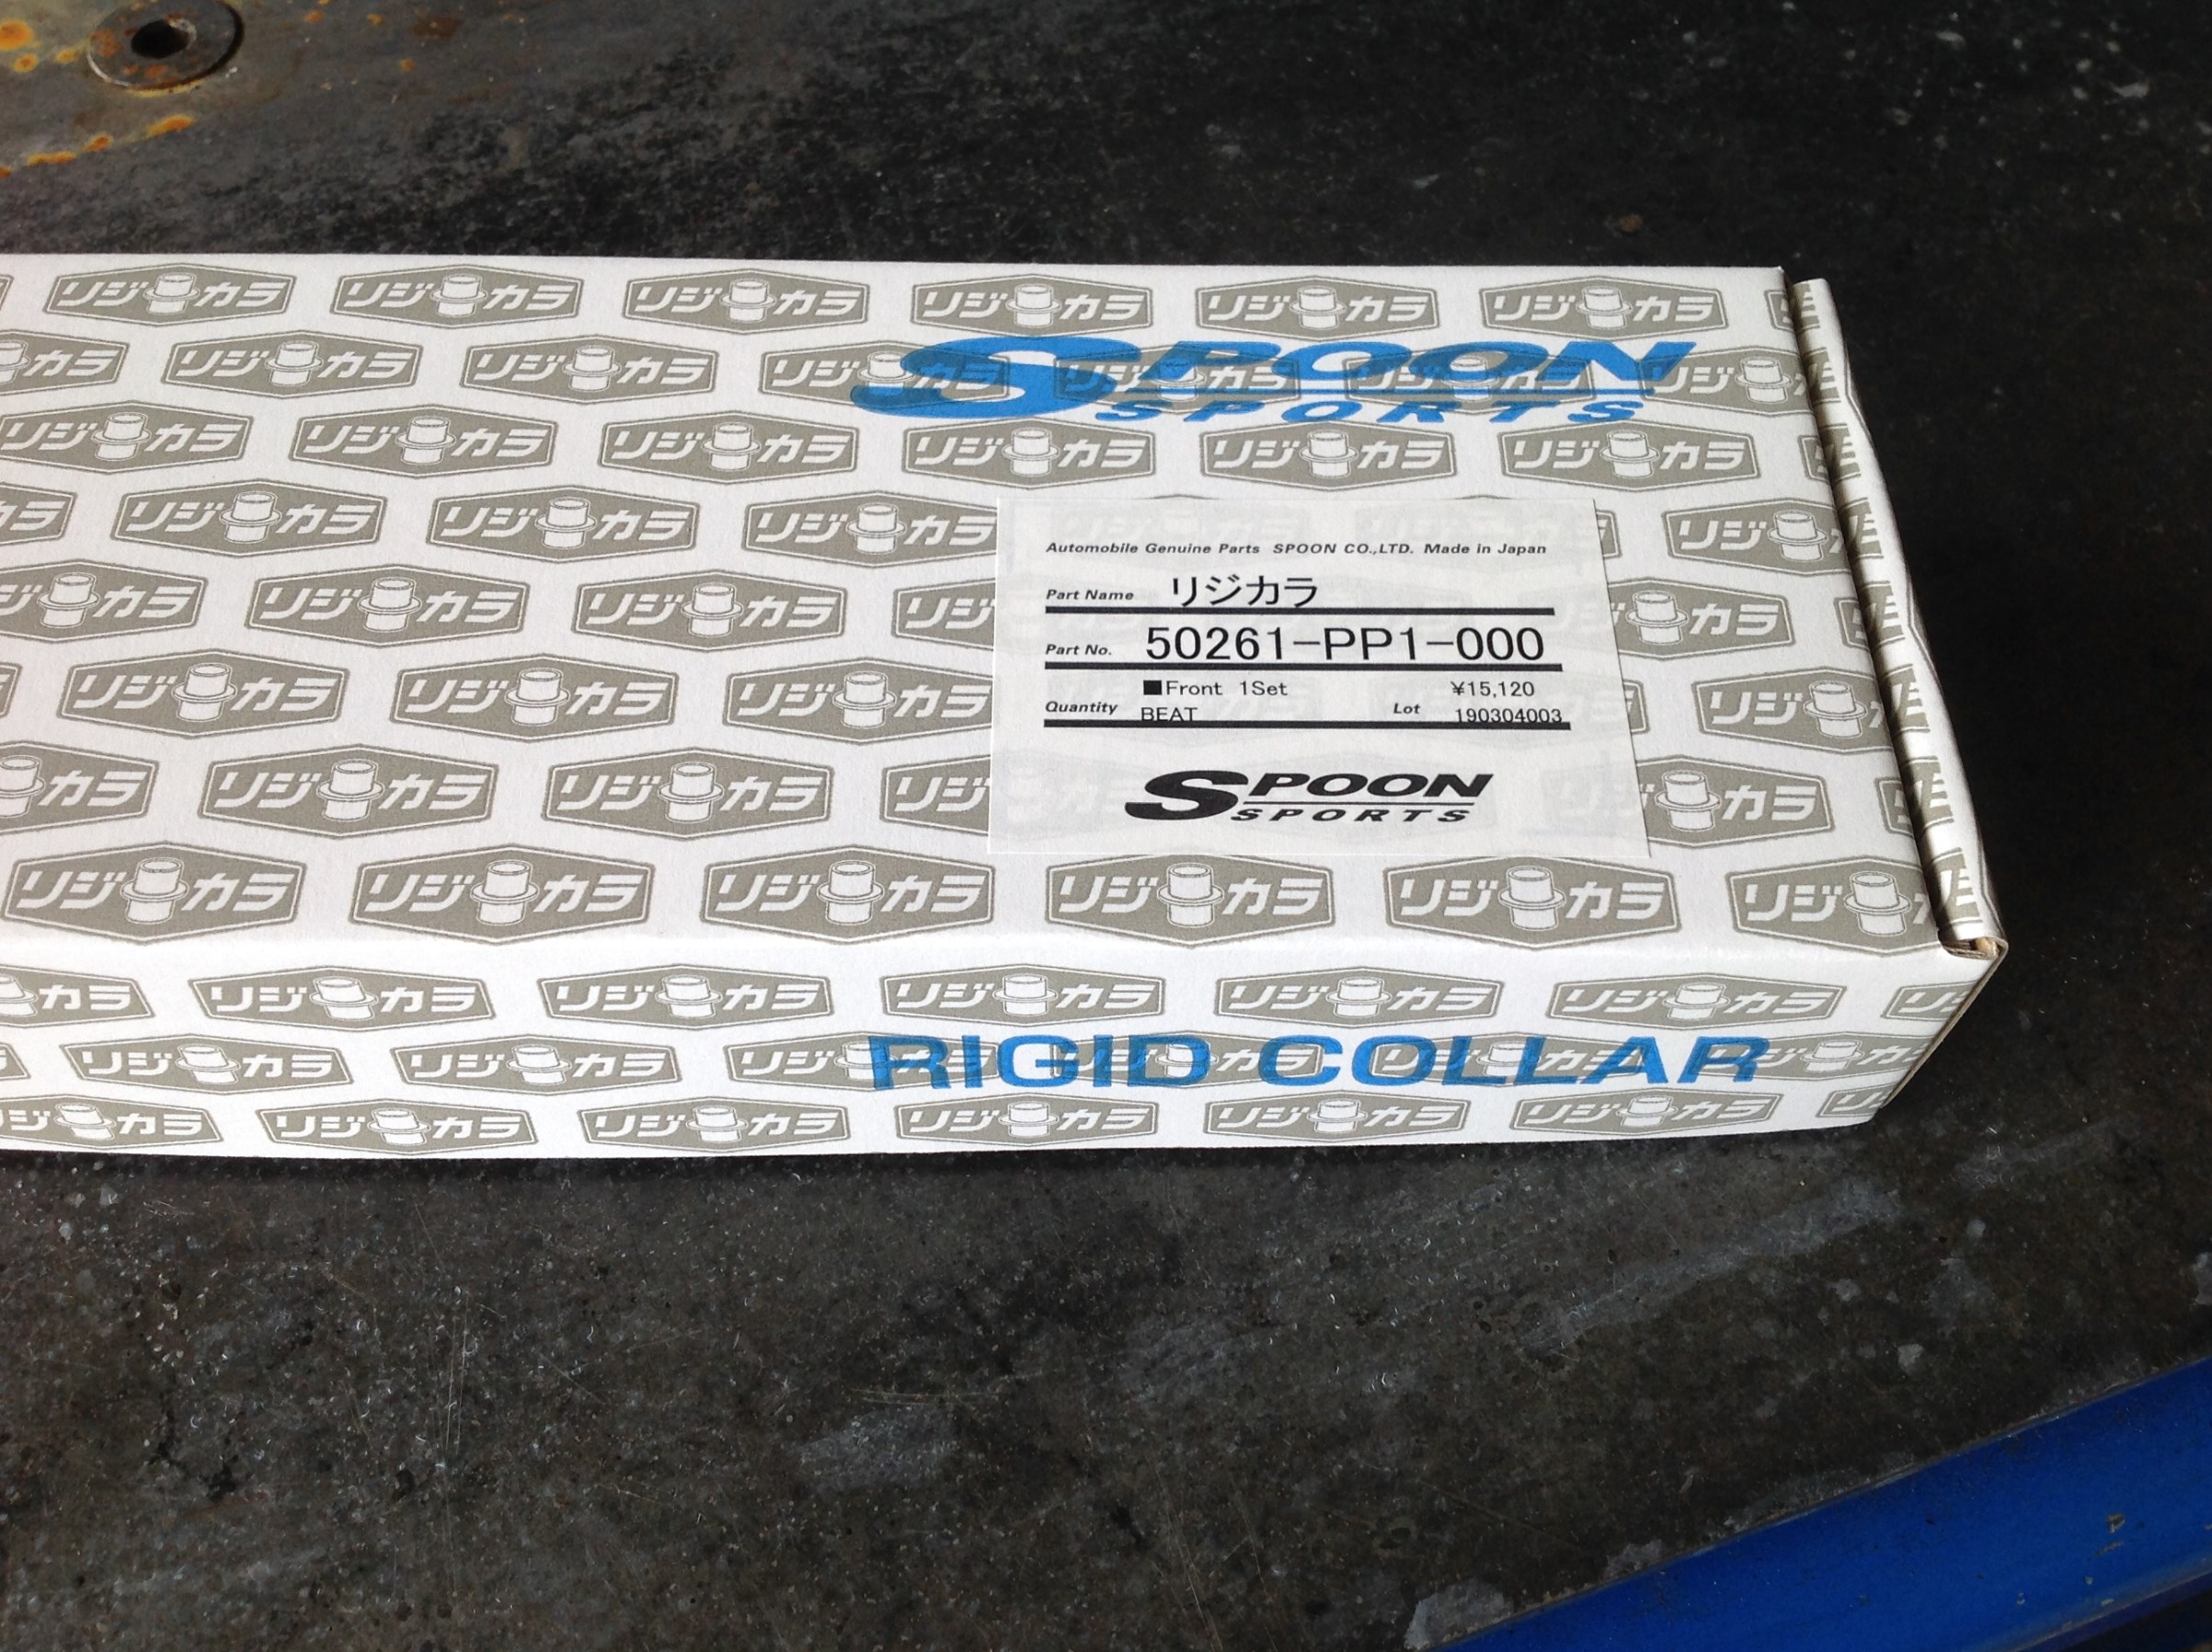 SPOON
SPORTS
Automobile Genuine Parts SPOON CO.,LTD. Made in Japan
Part Name リジカラ
Part No. 50261-PP1-000
■Front 1Set ¥15,120
Quantity BEAT Lot 190304003
SPOON
SPORTS
リジカラ
RIGID COLLAR